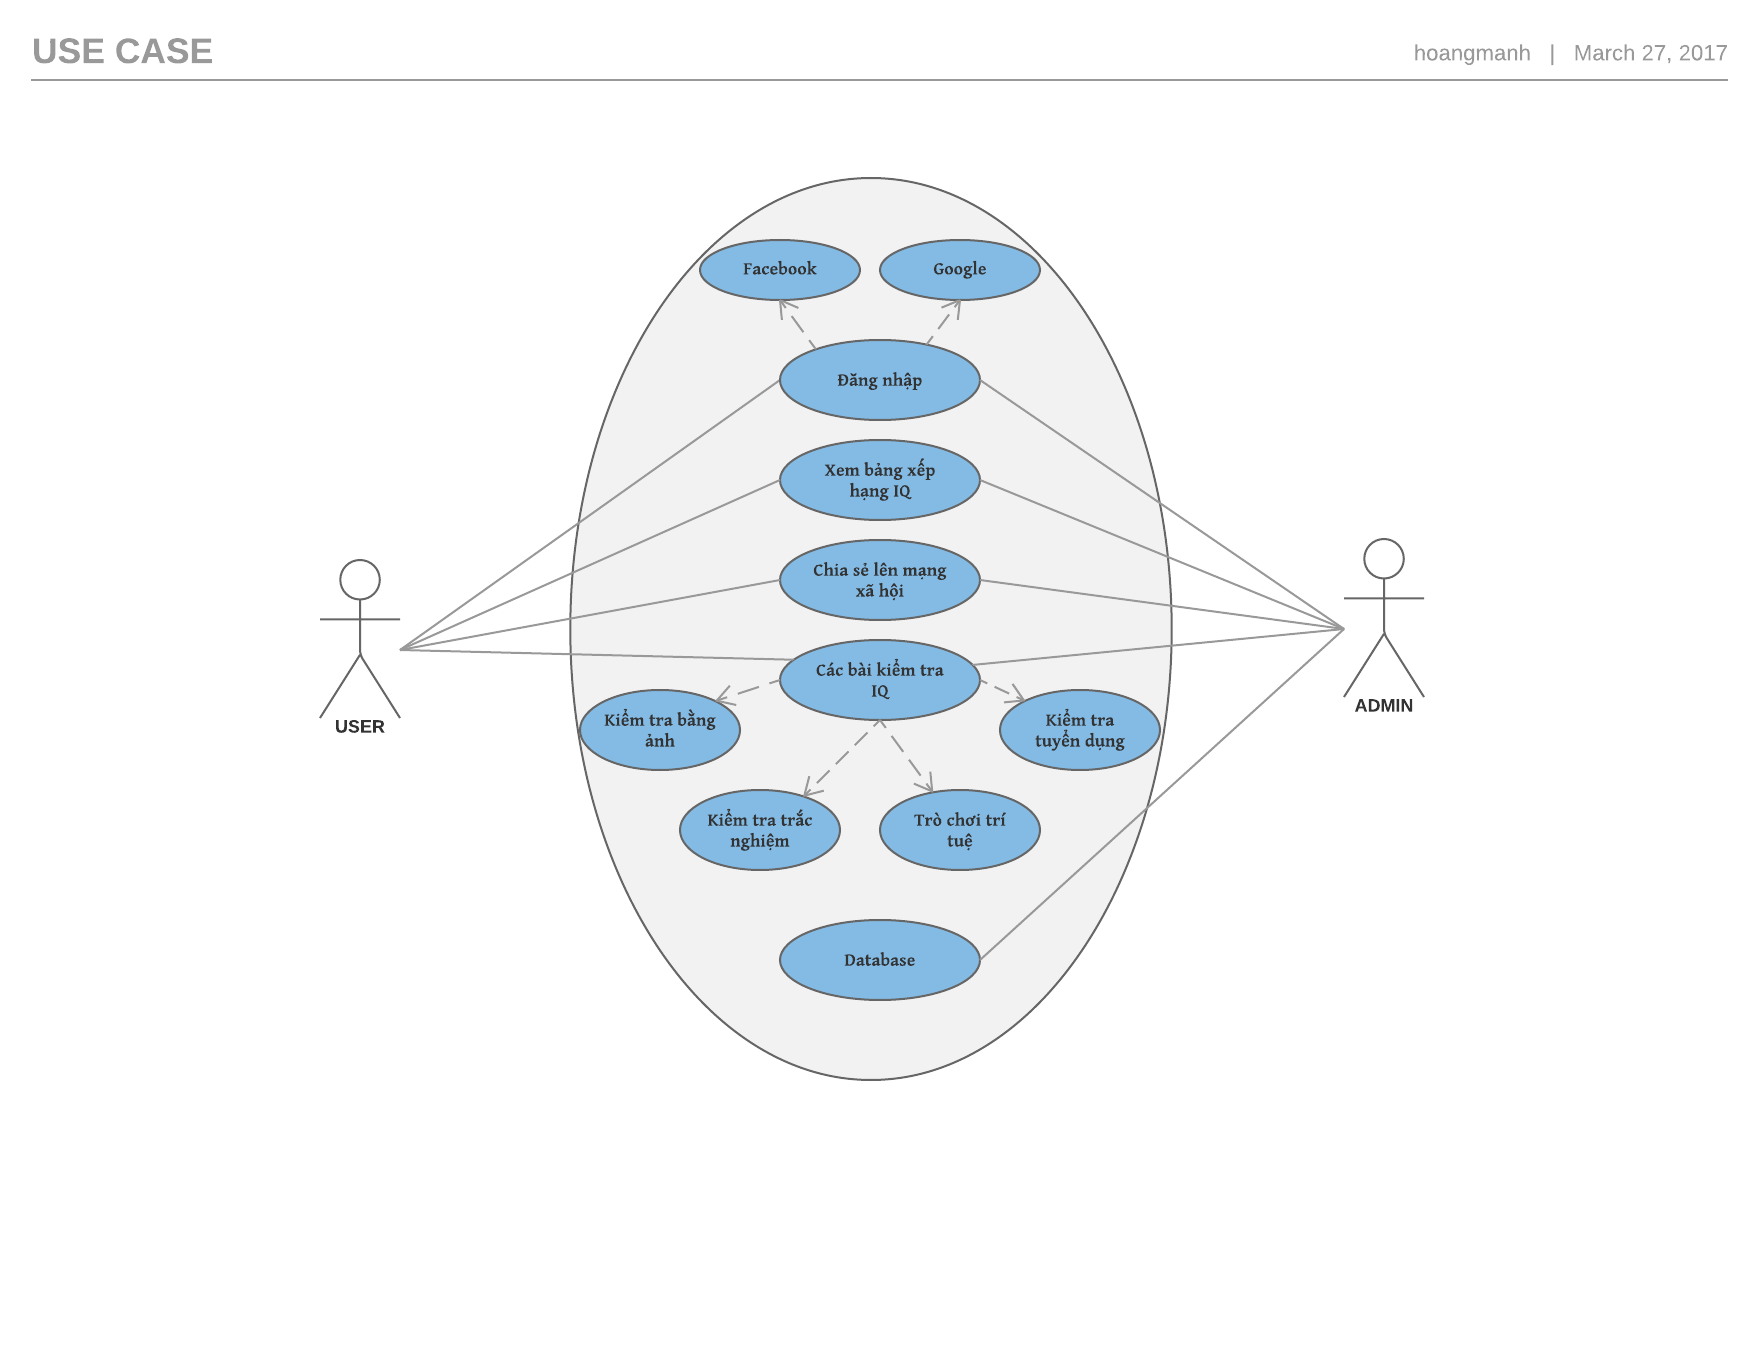 USE CASE
hoangmanh | March 27, 2017
Facebook
Google
Đăng nhập
Xem bảng xếp
hạng IQ
Chia sẻ lên mạng
xã hội
Các bài kiểm tra
IQ
USER
ADMIN
Kiểm tra bằng
ảnh
Kiểm tra
tuyển dụng
Kiểm tra trắc
nghiệm
Trò chơi trí
tuệ
Database